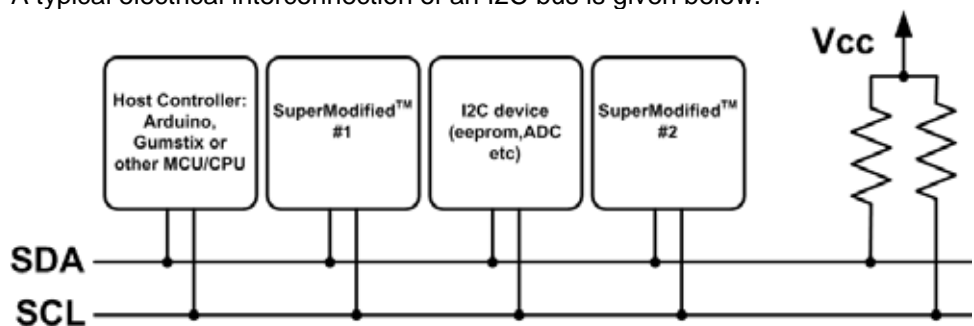 A typical electrical interconnection of an I2C bus is given below.
Vcc
Host Controller:
Arduino,
Gumstix or
other MCU/CPU
SuperModified™
#1
I2C device
(eeprom,ADC
etc)
SuperModified™
#2
SDA
SCL